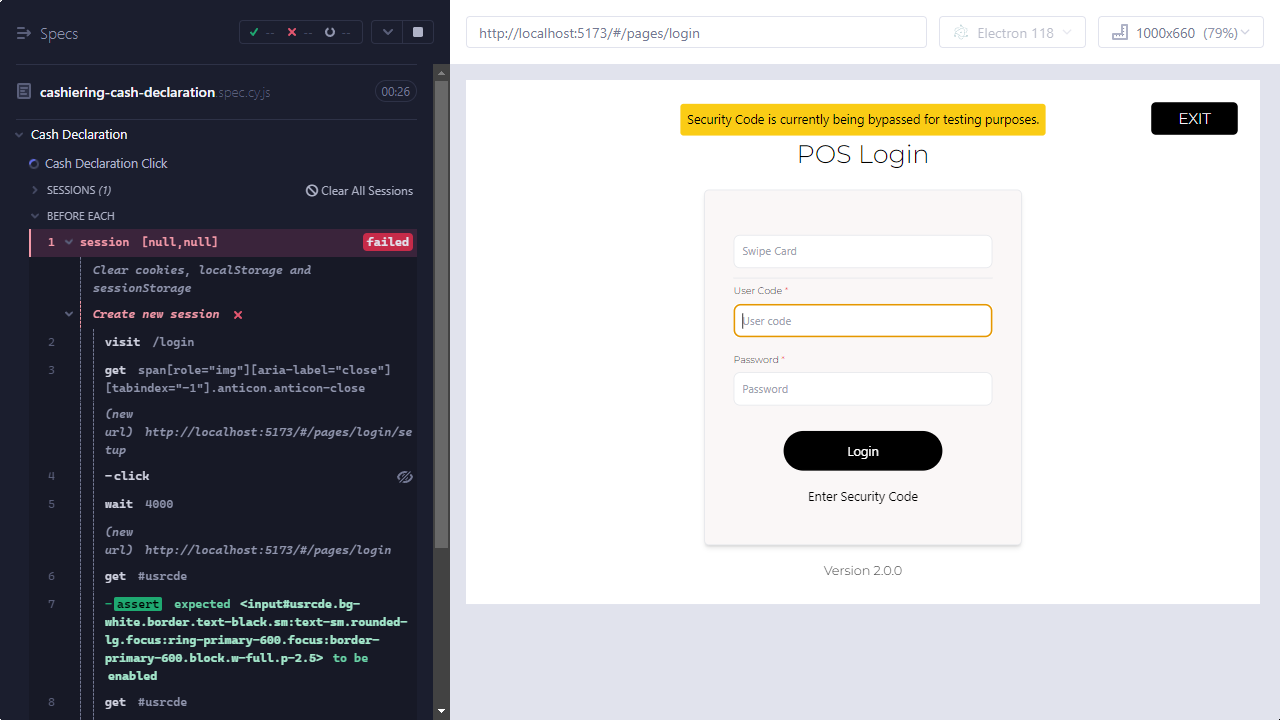 Specs
--
--
--
http://localhost:5173/#/pages/login
Electron 118
1000x660 (79%)
cashiering-cash-declaration.spec.cy.js
00:26
Cash Declaration
Cash Declaration Click
SESSIONS (1)
Clear All Sessions
BEFORE EACH
1 session [null,null] failed
Clear cookies, localStorage and
sessionStorage
Create new session
2 visit /login
3 get span[role="img"][aria-label="close"]
[tabindex="-1"].anticon.anticon-close
(new
url) http://localhost:5173/#/pages/login/se
tup
4 -click
5 wait 4000
(new
url) http://localhost:5173/#/pages/login
6 get #usrcde
7 -assert expected <input#usrcde.bg-
white.border.text-black.sm:text-sm.rounded-
lg.focus:ring-primary-600.focus:border-
primary-600.block.w-full.p-2.5> to be
enabled
8 get #usrcde
Security Code is currently being bypassed for testing purposes.
EXIT
POS Login
Swipe Card
User Code *
User code
Password *
Password
Login
Enter Security Code
Version 2.0.0